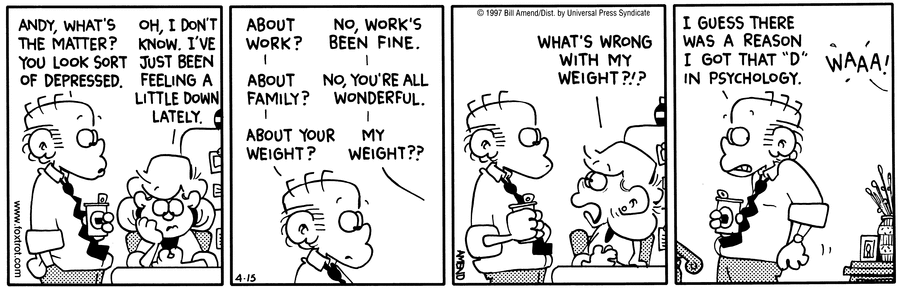 ANDY, WHAT'S
THE MATTER?
YOU LOOK SORT
OF DEPRESSED.
OH, I DON'T
KNOW. I'VE
JUST BEEN
FEELING A
LITTLE DOWN
LATELY.
www.foxtrot.com
ABOUT
WORK?
NO, WORK'S
BEEN FINE.
ABOUT
FAMILY?
NO, YOU'RE ALL
WONDERFUL.
ABOUT YOUR
WEIGHT?
MY
WEIGHT??
4-15
© 1997 Bill Amend/Dist. by Universal Press Syndicate
WHAT'S WRONG
WITH MY
WEIGHT?!?
AMEND
I GUESS THERE
WAS A REASON
I GOT THAT "D"
IN PSYCHOLOGY.
WAAA!